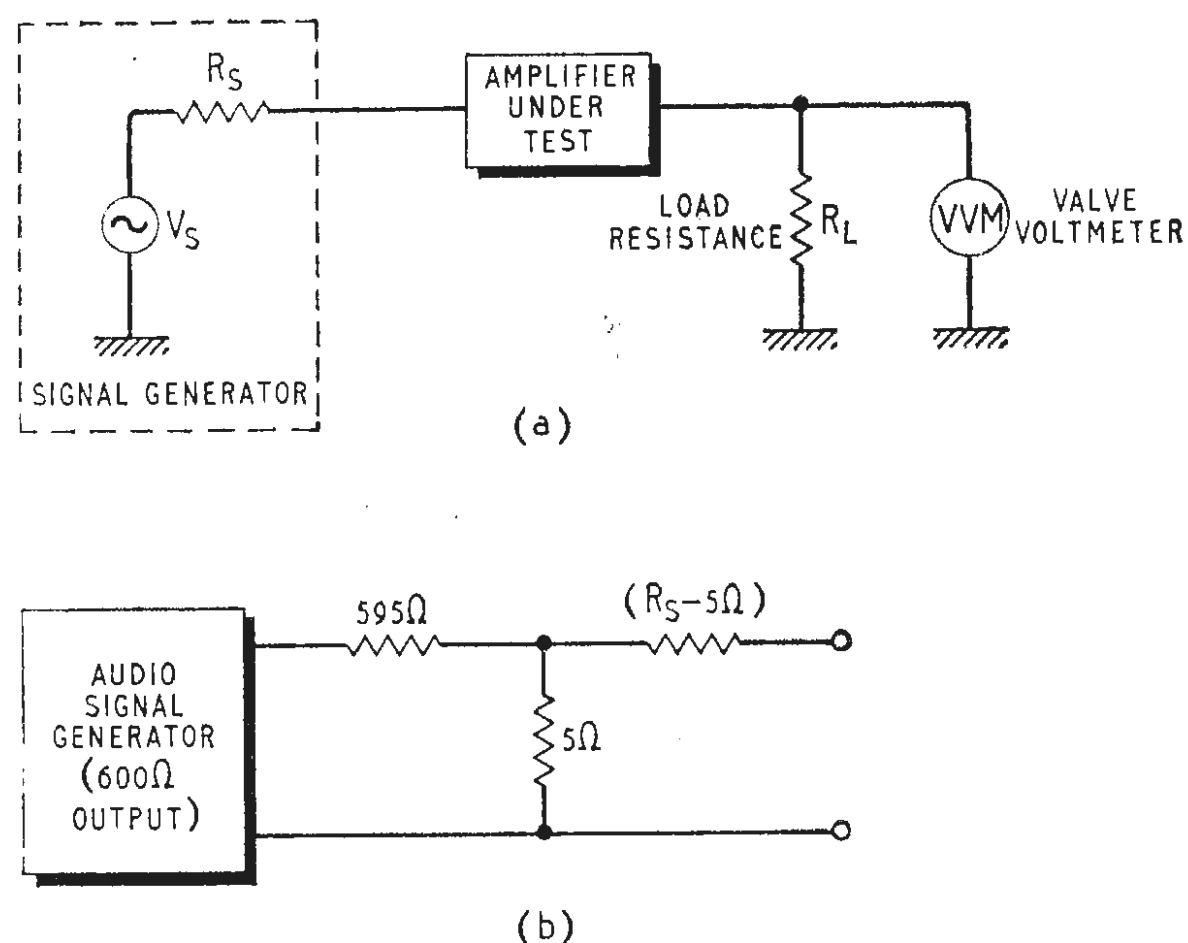 R_S
AMPLIFIER
UNDER
TEST
V_S
LOAD
RESISTANCE
R_L
VVM
VALVE
VOLTMETER
SIGNAL GENERATOR
(a)
595Ω
(R_S–5Ω)
AUDIO
SIGNAL
GENERATOR
(600Ω
OUTPUT)
5Ω
(b)